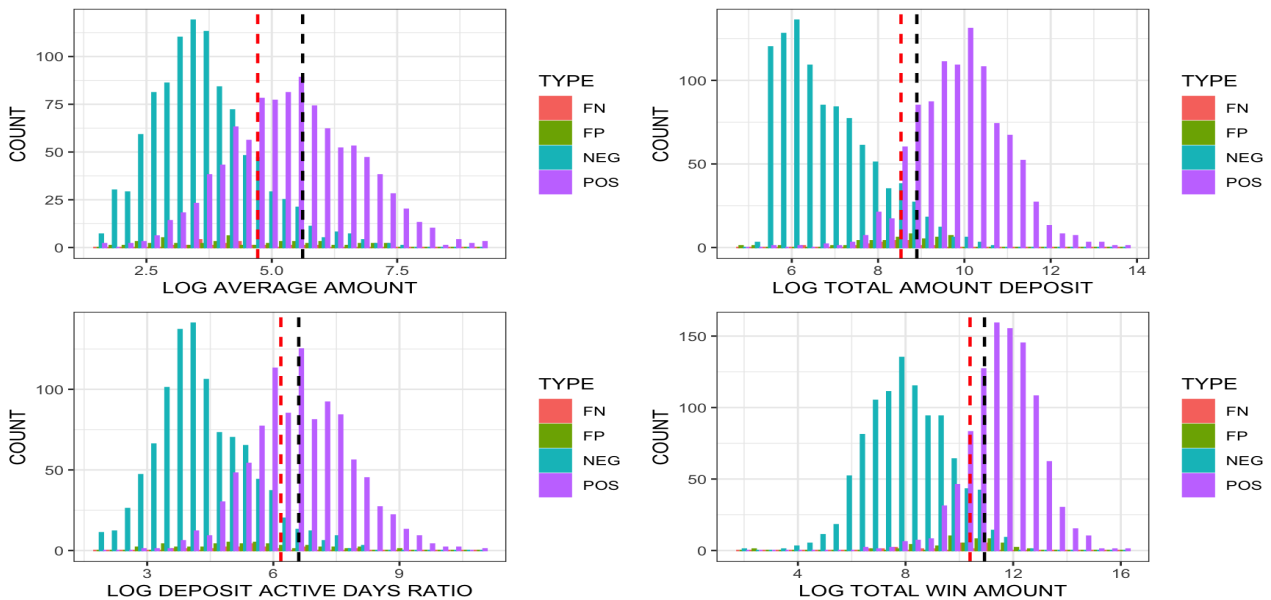 COUNT
100
75
50
25
0
2.5 5.0 7.5
LOG AVERAGE AMOUNT
TYPE
FN
FP
NEG
POS
COUNT
100
50
0
6 8 10 12 14
LOG TOTAL AMOUNT DEPOSIT
TYPE
FN
FP
NEG
POS
COUNT
100
50
0
3 6 9
LOG DEPOSIT ACTIVE DAYS RATIO
TYPE
FN
FP
NEG
POS
COUNT
150
100
50
0
4 8 12 16
LOG TOTAL WIN AMOUNT
TYPE
FN
FP
NEG
POS